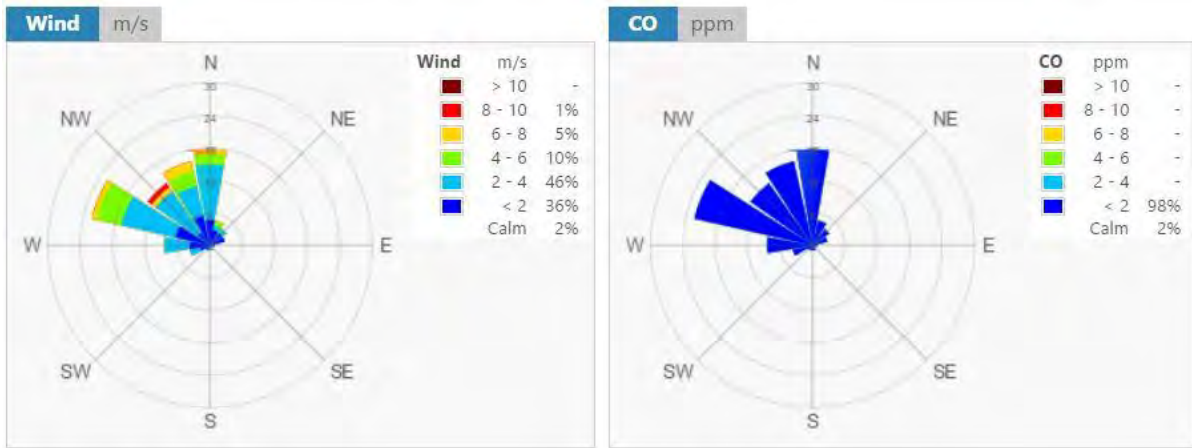 Wind m/s
Wind m/s
> 10 -
8 - 10 1%
6 - 8 5%
4 - 6 10%
2 - 4 46%
< 2 36%
Calm 2%
N
NE
E
SE
S
SW
W
NW
30
24
CO ppm
CO ppm
> 10 -
8 - 10 -
6 - 8 -
4 - 6 -
2 - 4 -
< 2 98%
Calm 2%
N
NE
E
SE
S
SW
W
NW
30
24